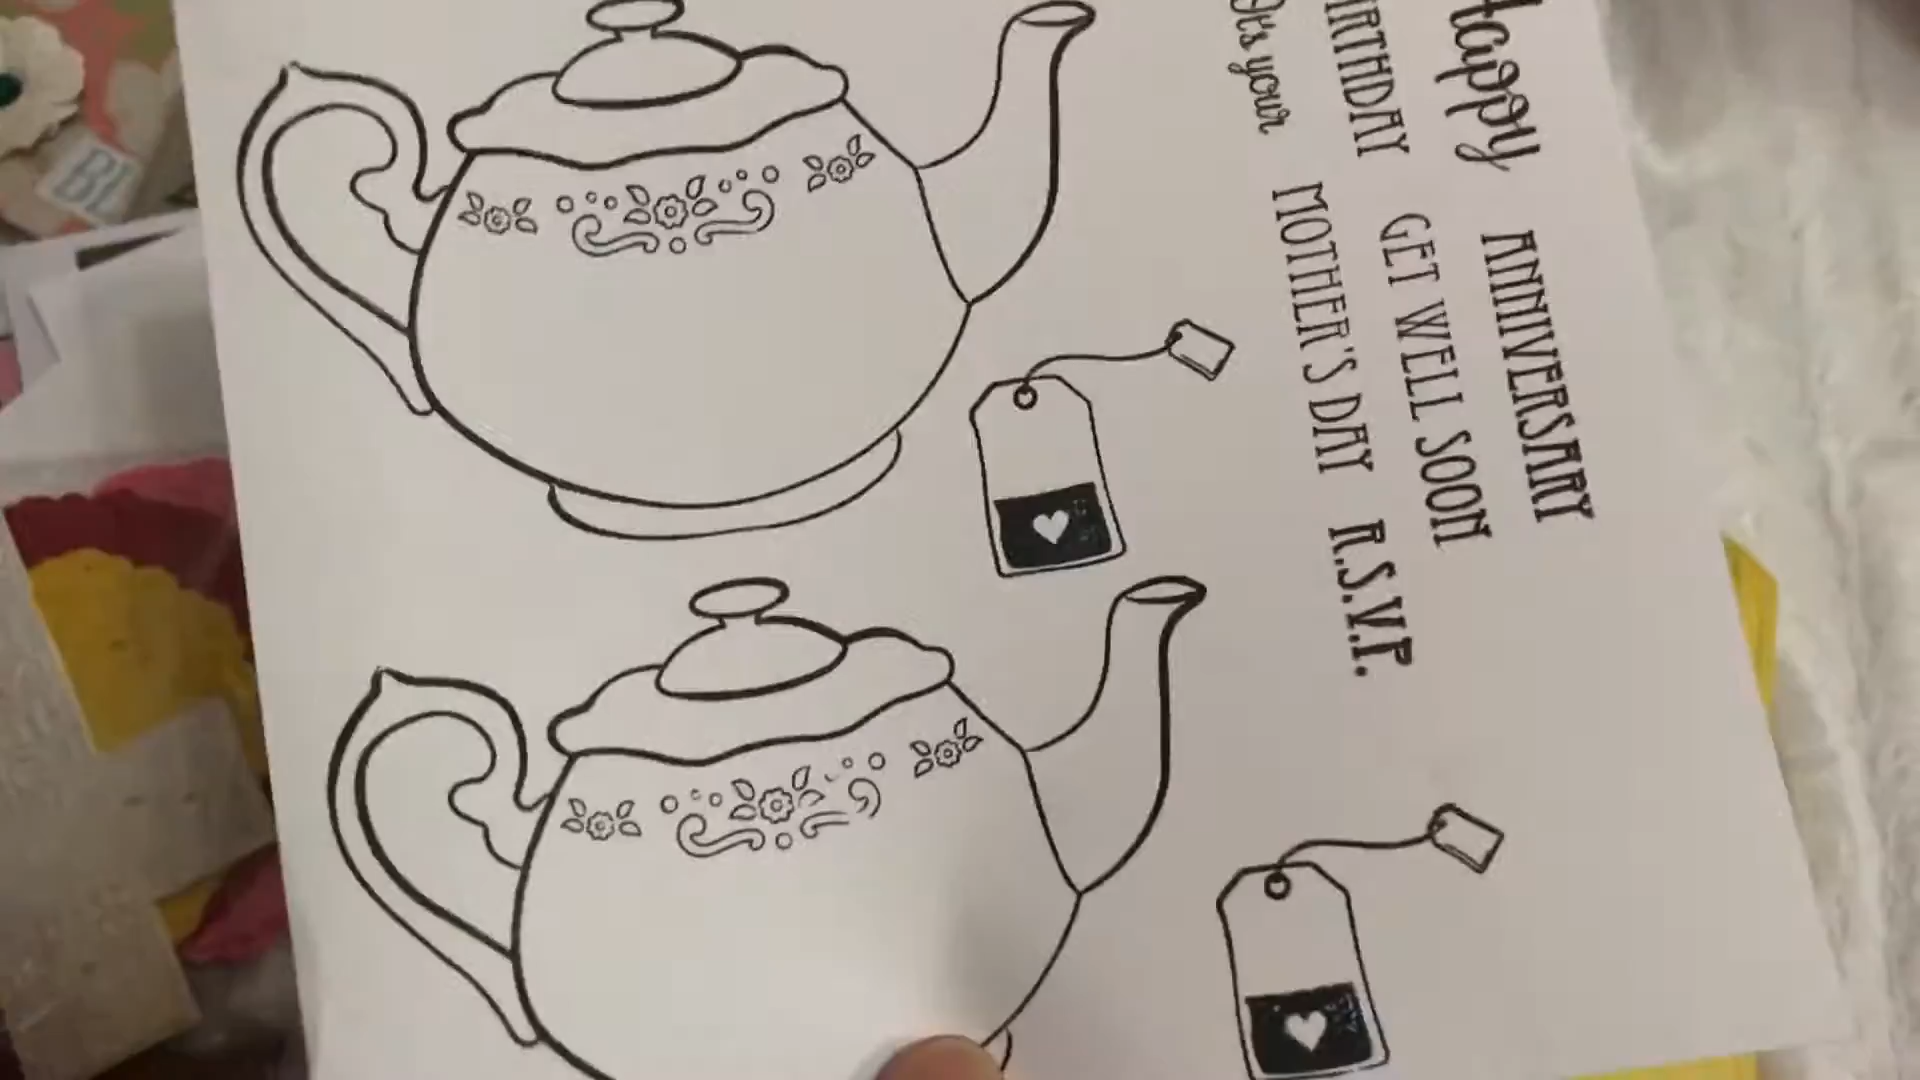 Happy ANNIVERSARY
BIRTHDAY GET WELL SOON
It's your MOTHER'S DAY R.S.V.P.